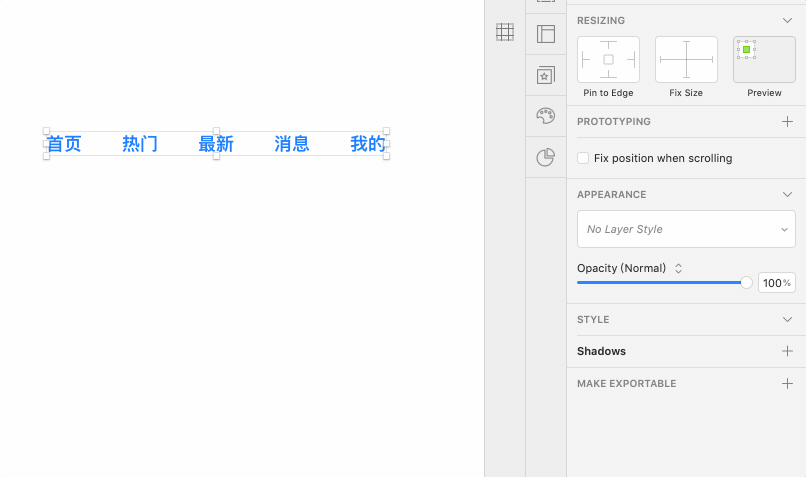 首页 热门 最新 消息 我的
RESIZING
Pin to Edge Fix Size Preview
PROTOTYPING
Fix position when scrolling
APPEARANCE
No Layer Style
Opacity (Normal)
100%
STYLE
Shadows
MAKE EXPORTABLE